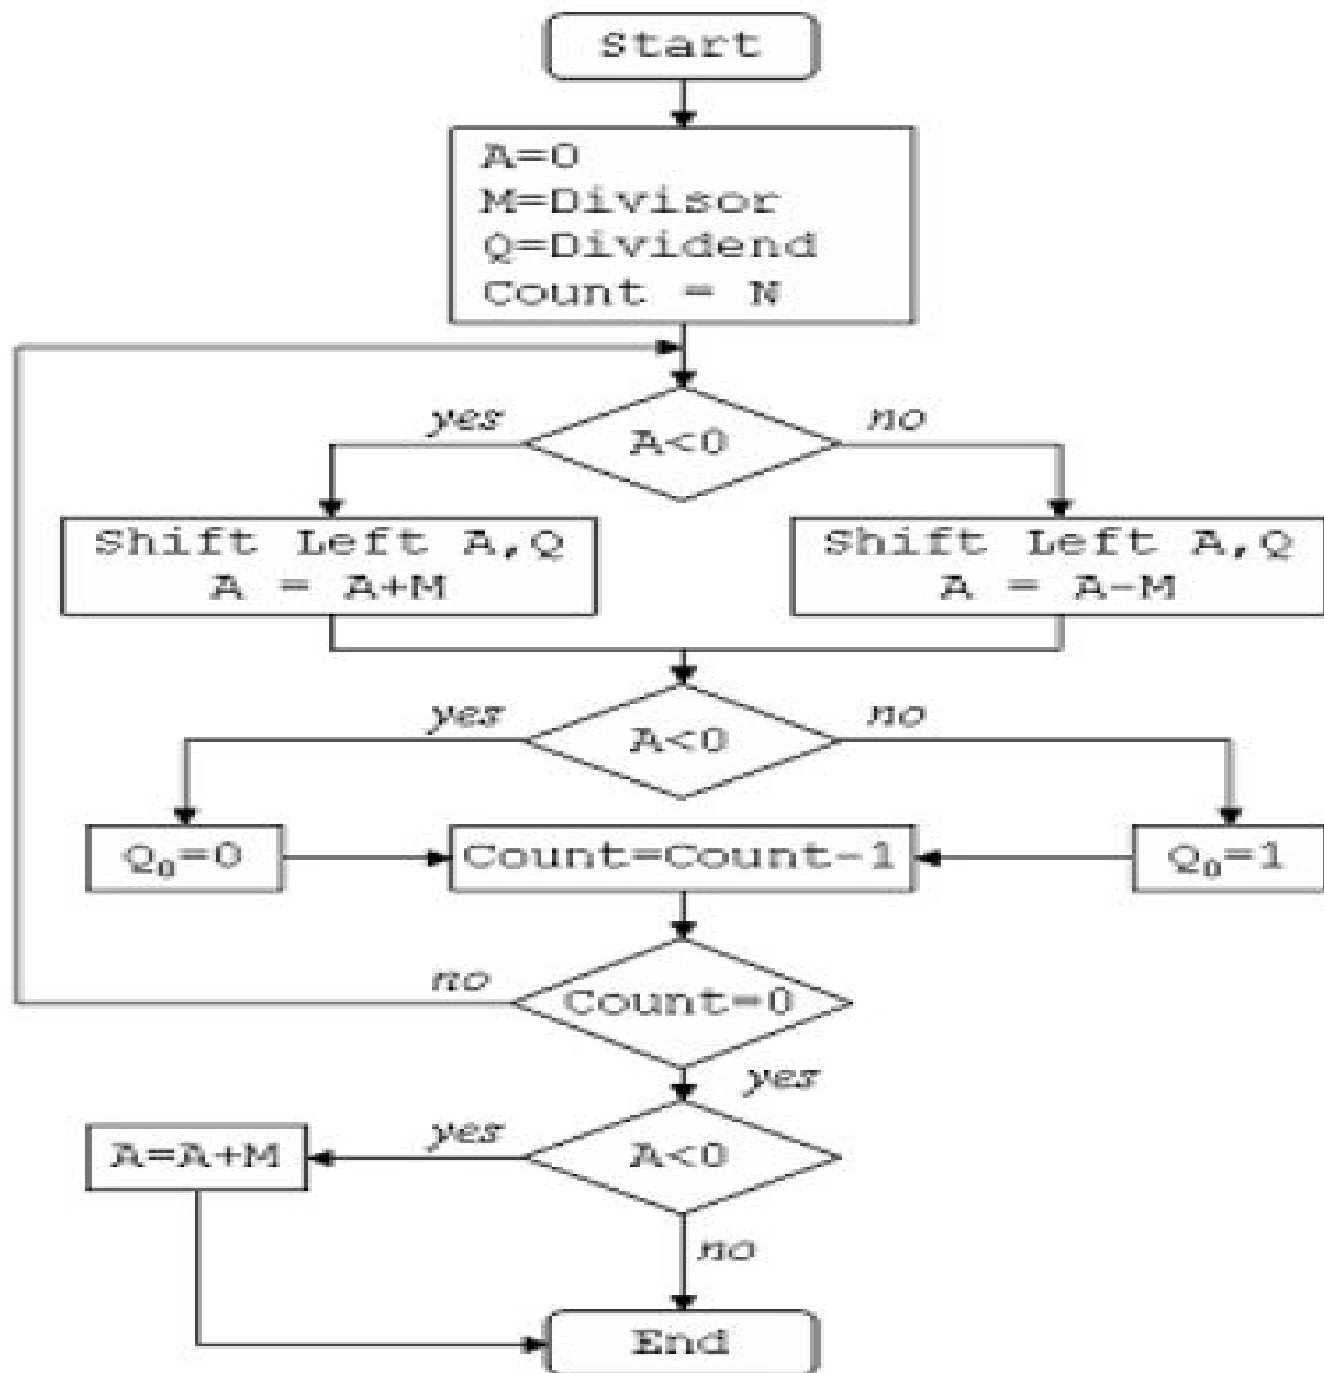 Start
A=0
M=Divisor
Q=Dividend
Count = N
yes
A<0
no
Shift Left A,Q
A = A+M
Shift Left A,Q
A = A-M
yes
A<0
no
Q₀=0
Count=Count-1
Q₀=1
no
Count=0
yes
A=A+M
yes
A<0
no
End